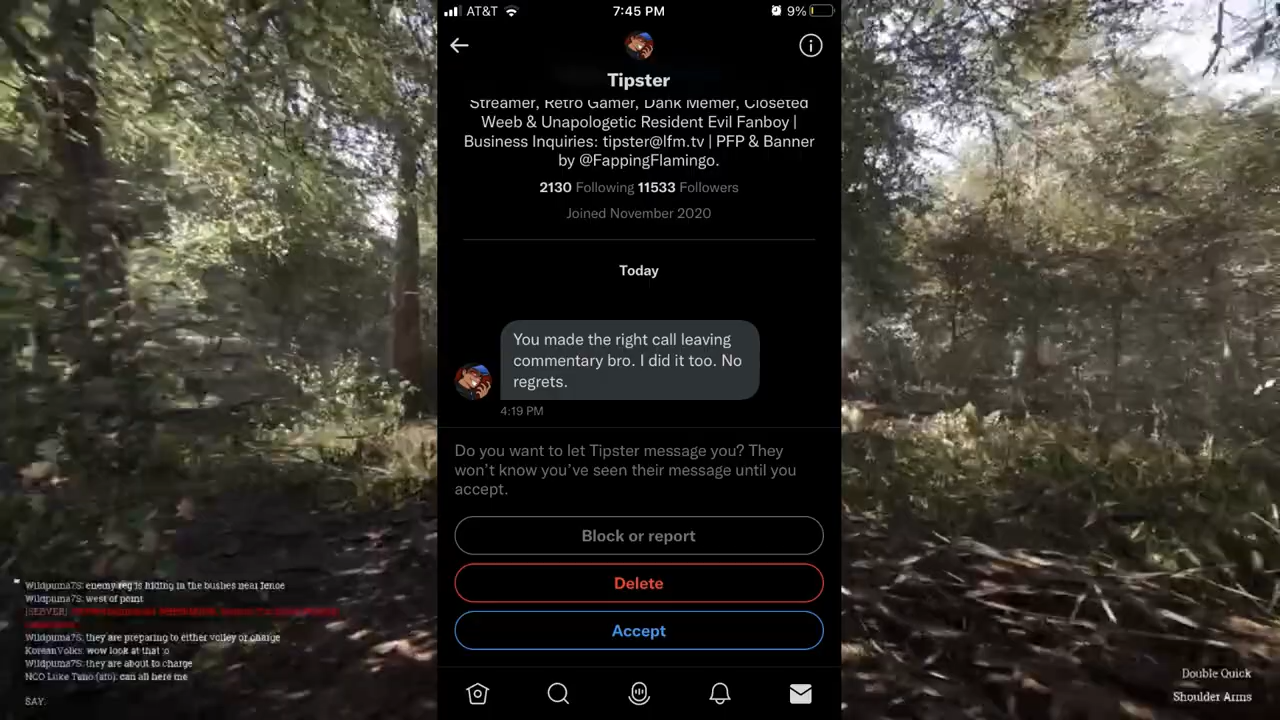 AT&T
7:45 PM
9%
Tipster
Streamer, Retro Gamer, Dank Memer, Closeted
Weeb & Unapologetic Resident Evil Fanboy |
Business Inquiries: tipster@lfm.tv | PFP & Banner
by @FappingFlamingo.
2130 Following 11533 Followers
Joined November 2020
Today
You made the right call leaving
commentary bro. I did it too. No
regrets.
4:19 PM
Do you want to let Tipster message you? They
won’t know you’ve seen their message until you
accept.
Block or report
Delete
Accept
Wildpuma75: enemy reg is hiding in the bushes near fence
Wildpuma75: west of point
[SERVER]
Wildpuma75: they are preparing to either volley or charge
KoreanVolks: wow look at that :o
Wildpuma75: they are about to charge
NCO Luke Tano : can all here me
SAY:
Double Quick
Shoulder Arms